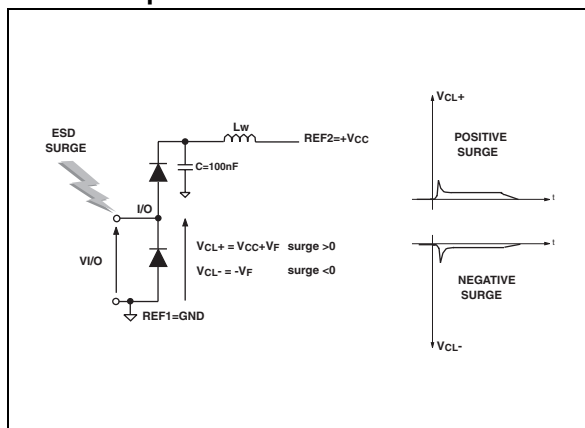 ESD
SURGE
Lw
REF2=+VCC
C=100nF
I/O
VI/O
VCL+ = VCC+VF surge >0
VCL- = -VF surge <0
REF1=GND
VCL+
POSITIVE
SURGE
t
t
NEGATIVE
SURGE
VCL-